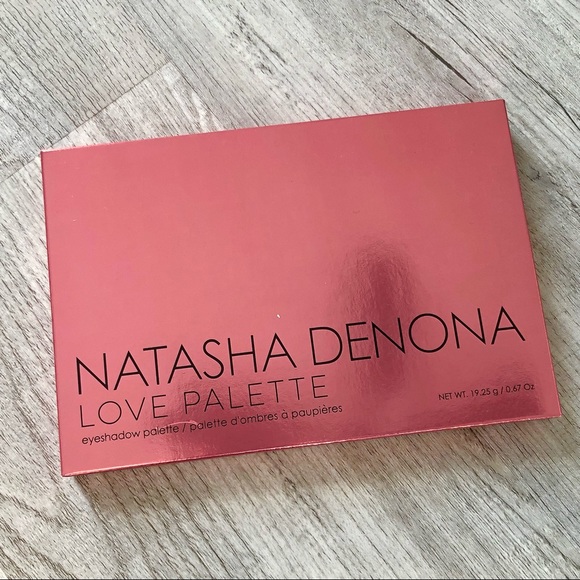 NATASHA DENONA
LOVE PALETTE
eyeshadow palette / palette d'ombres à paupières
NET WT. 19.25 g / 0.67 Oz